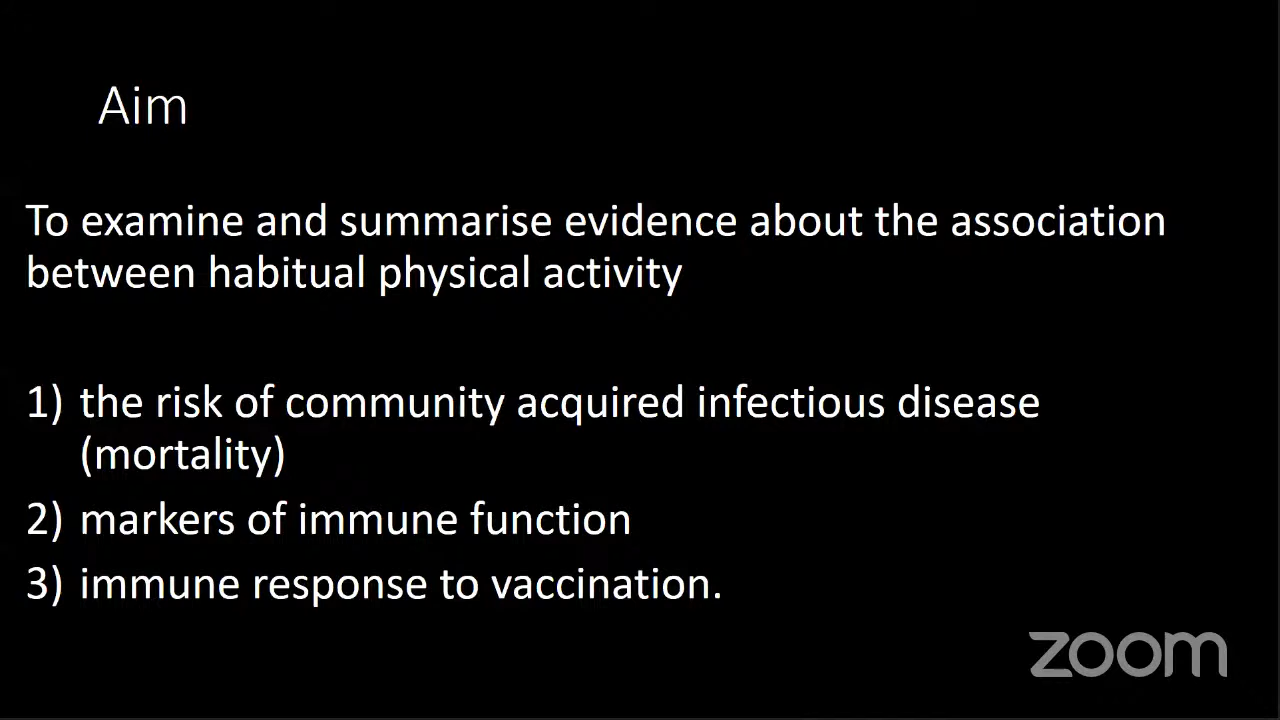 Aim
To examine and summarise evidence about the association
between habitual physical activity
1) the risk of community acquired infectious disease
(mortality)
2) markers of immune function
3) immune response to vaccination.
zoom